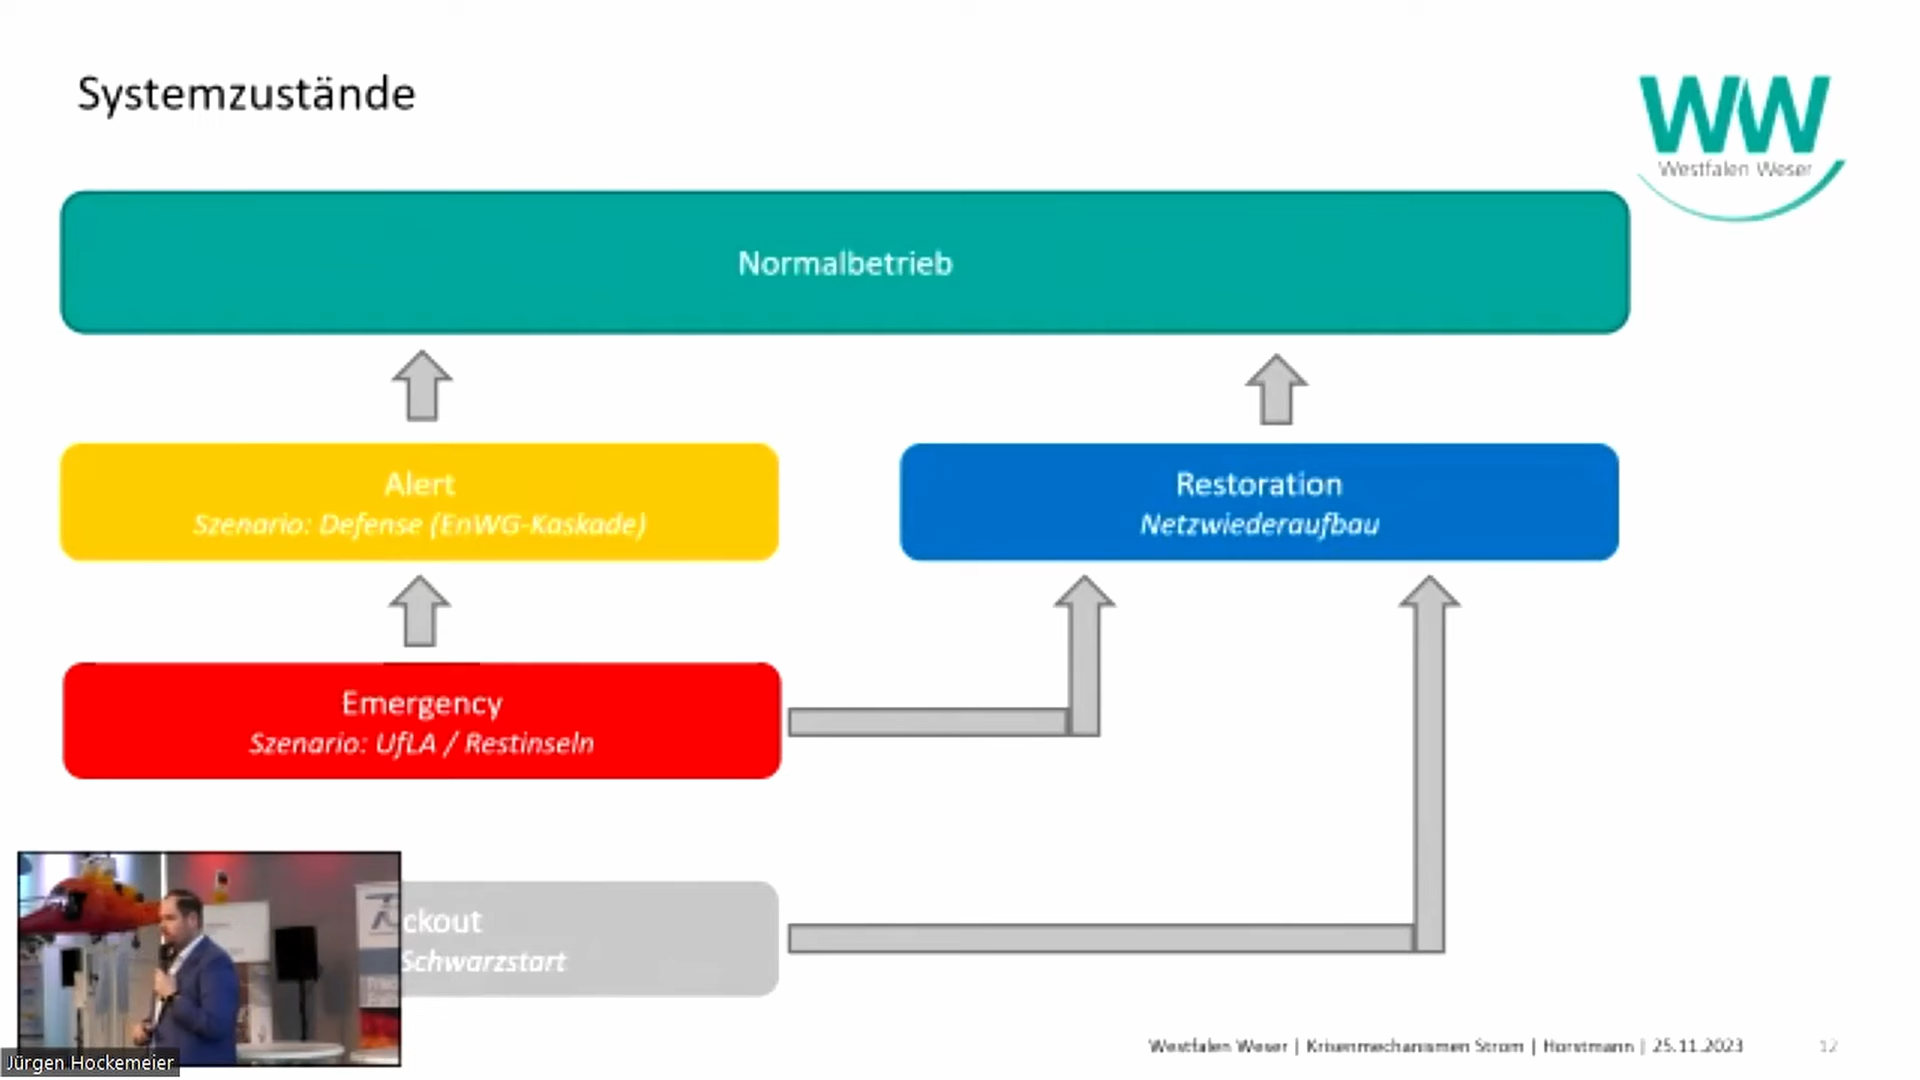 Systemzustände
WW
Westfalen Weser
Normalbetrieb
Alert
Szenario: Defense (EnWG-Kaskade)
Restoration
Netzwiederaufbau
Emergency
Szenario: UfLA / Restinseln
ckout
Schwarzstart
Jürgen Hockemeier
Westfalen Weser | Krisenmechanismen Strom | Horstmann | 25.11.2023
12